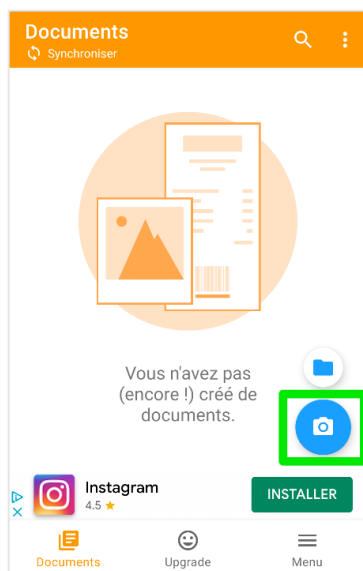 Documents
Synchroniser
Vous n'avez pas
(encore !) créé de
documents.
Instagram
4.5
INSTALLER
Documents
Upgrade
Menu